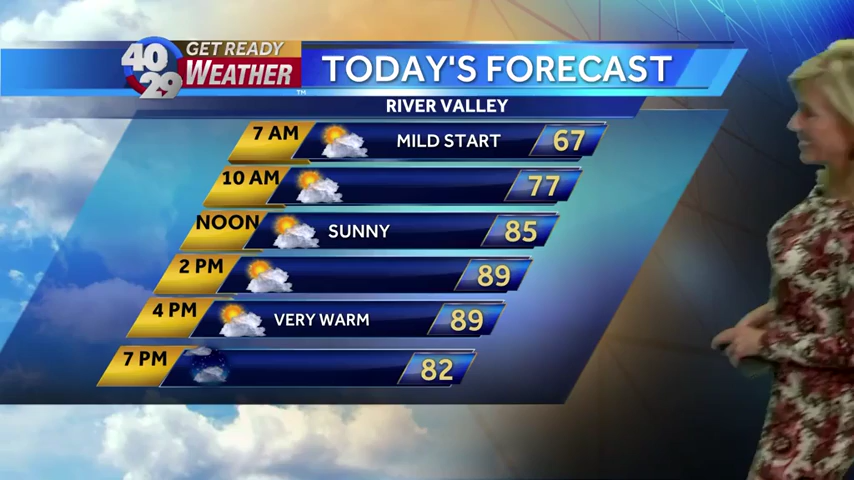 40 29
GET READY
WEATHER™
TODAY'S FORECAST
RIVER VALLEY
7 AM MILD START 67
10 AM 77
NOON SUNNY 85
2 PM 89
4 PM VERY WARM 89
7 PM 82